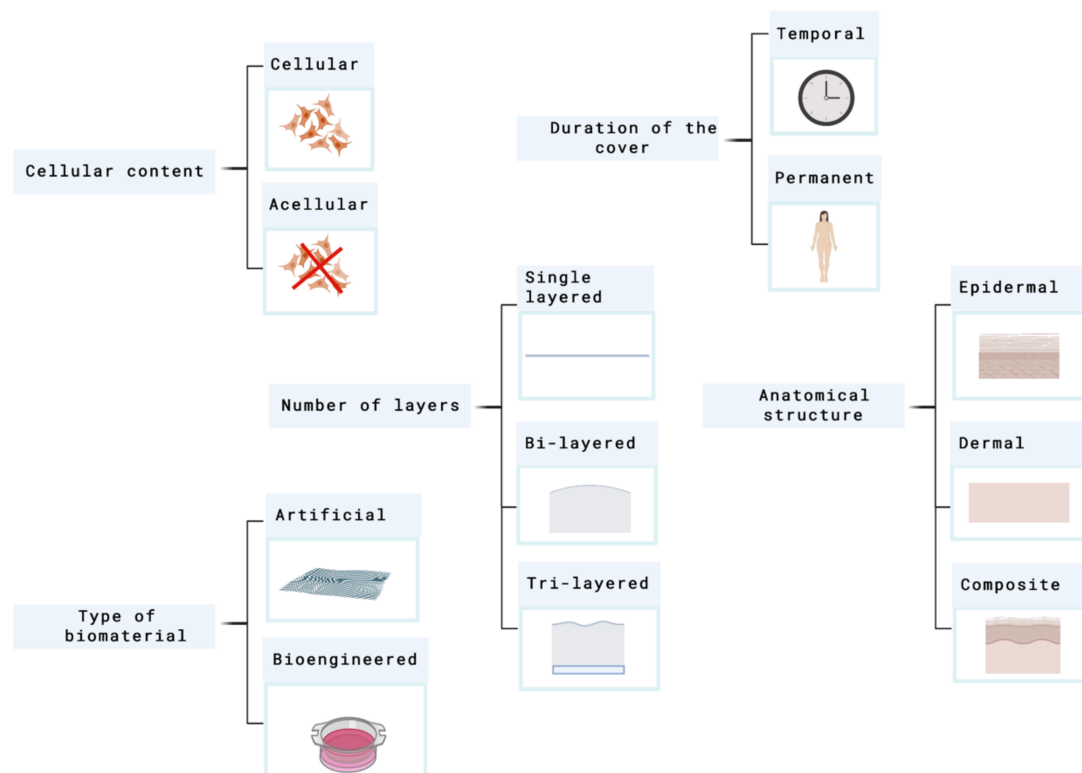 Cellular content
Cellular
Acellular
Duration of the
cover
Temporal
Permanent
Number of layers
Single
layered
Bi-layered
Tri-layered
Anatomical
structure
Epidermal
Dermal
Composite
Type of
biomaterial
Artificial
Bioengineered